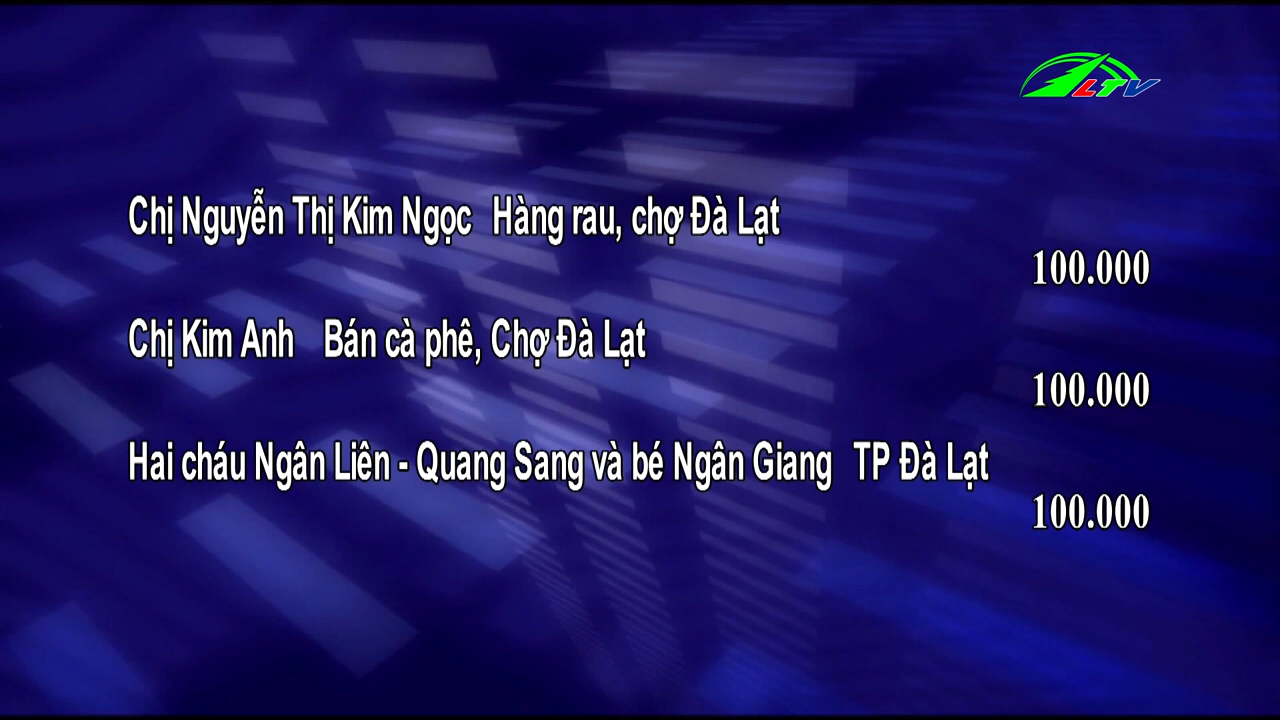 LTV
Chị Nguyễn Thị Kim Ngọc Hàng rau, chợ Đà Lạt
100.000
Chị Kim Anh Bán cà phê, Chợ Đà Lạt
100.000
Hai cháu Ngân Liên - Quang Sang và bé Ngân Giang TP Đà Lạt
100.000